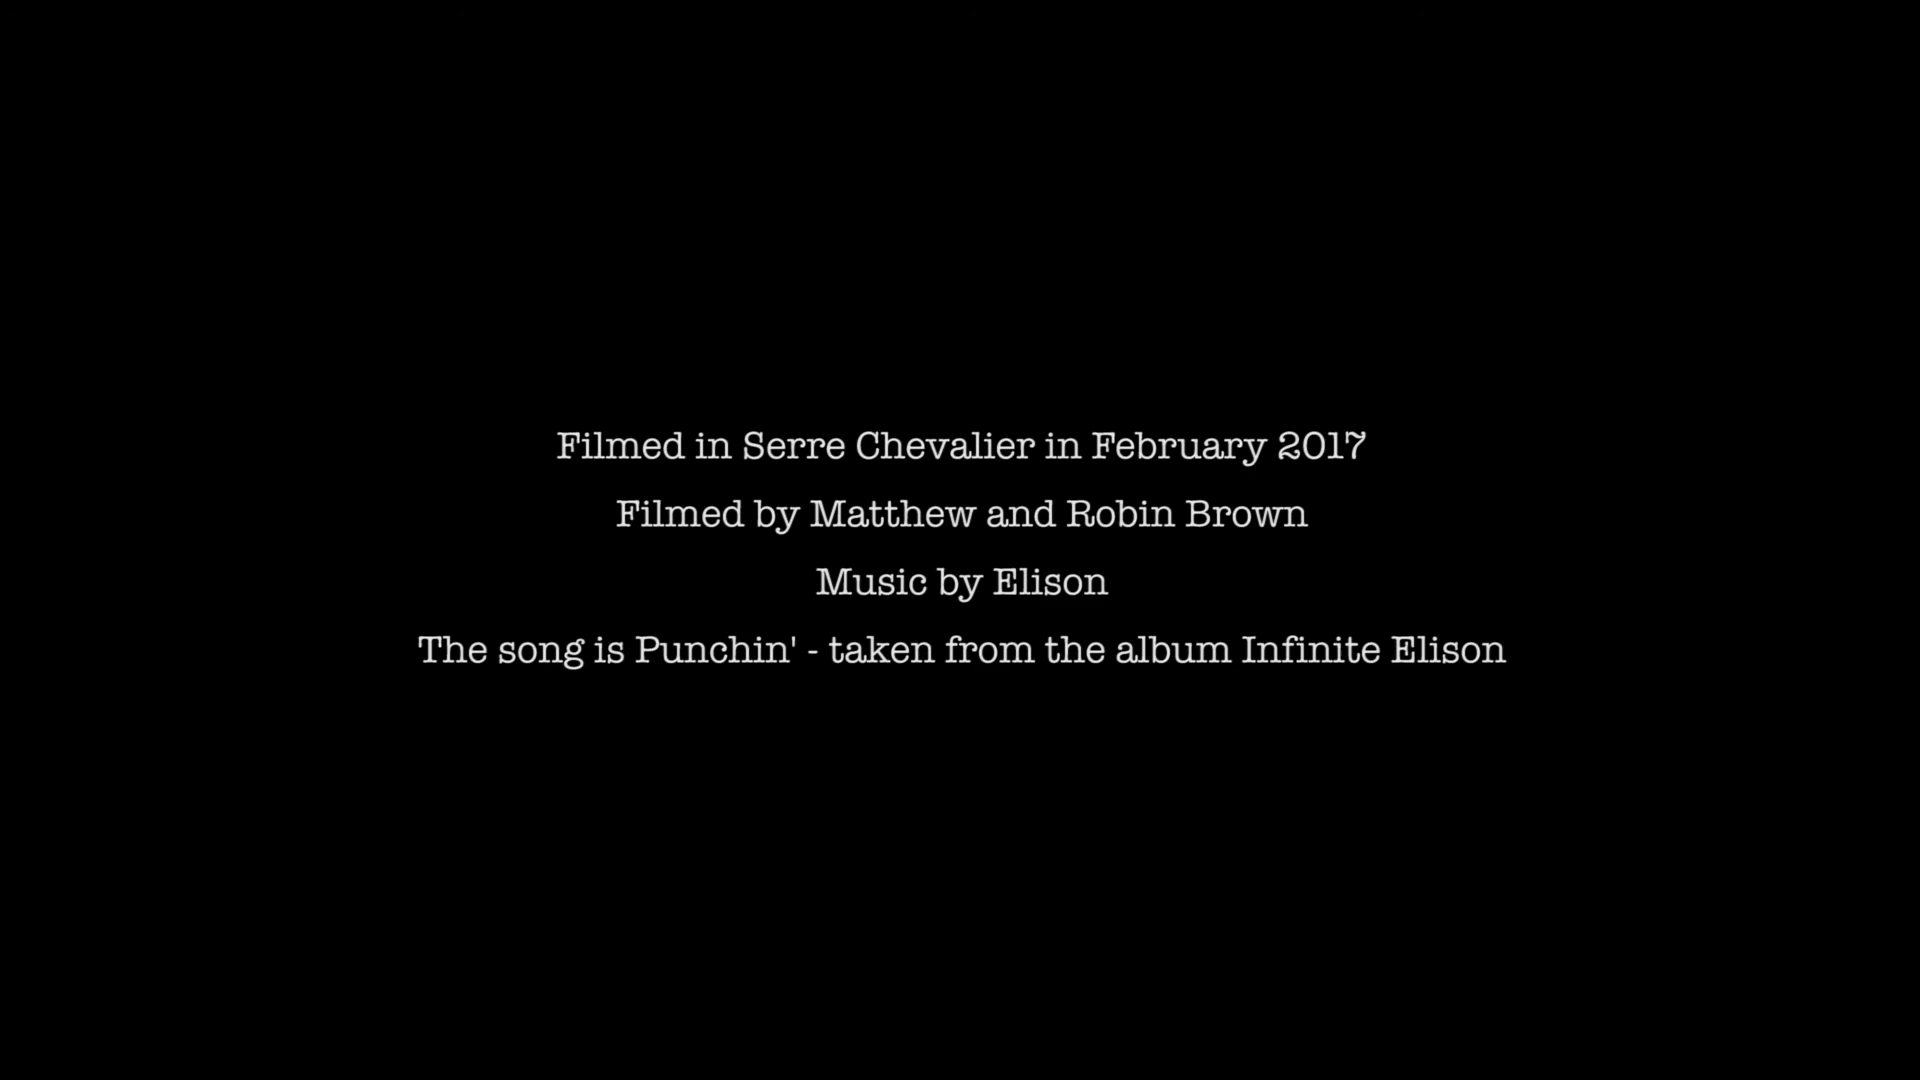 Filmed in Serre Chevalier in February 2017
Filmed by Matthew and Robin Brown
Music by Elison
The song is Punchin' - taken from the album Infinite Elison